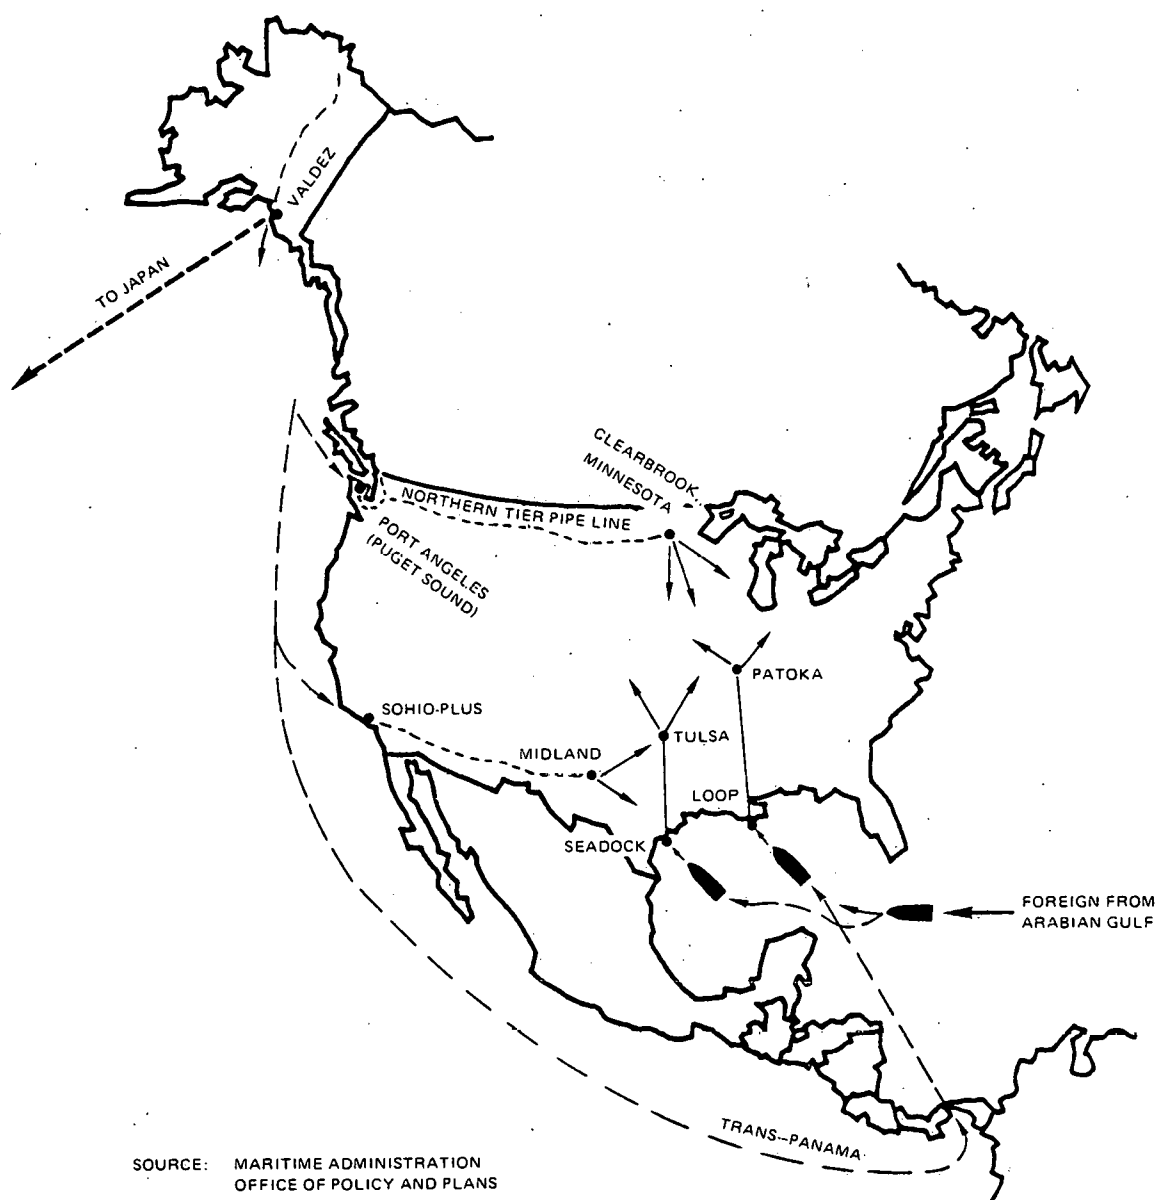 VALDEZ
TO JAPAN
CLEARBROOK,
MINNESOTA
NORTHERN TIER PIPE LINE
PORT ANGELES
(PUGET SOUND)
PATOKA
SOHIO-PLUS
TULSA
MIDLAND
LOOP
SEADOCK
FOREIGN FROM
ARABIAN GULF
TRANS-PANAMA
SOURCE: MARITIME ADMINISTRATION
OFFICE OF POLICY AND PLANS